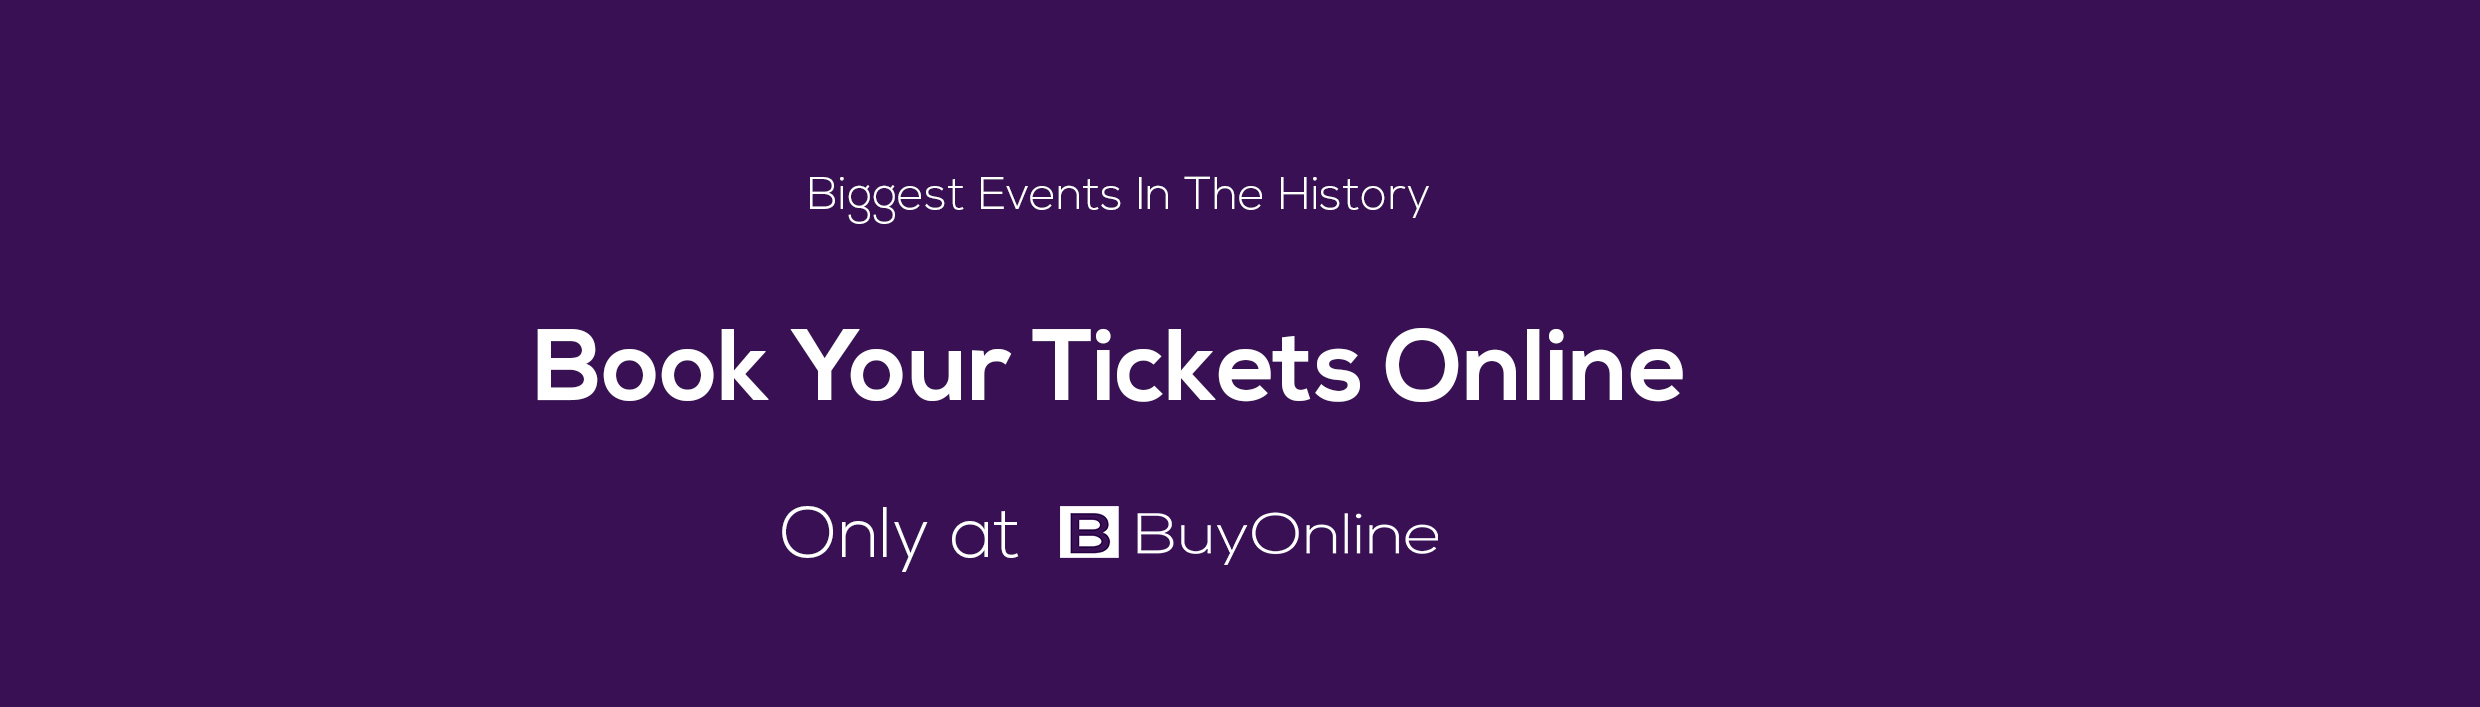 Biggest Events In The History
Book Your Tickets Online
Only at B BuyOnline